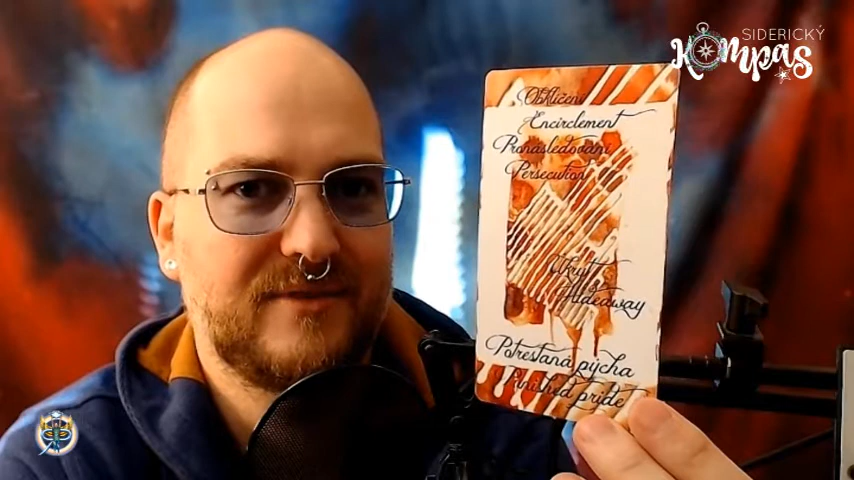 SIDERICKÝ
Kompas
Obklíčení
Encirclement
Pronásledování
Persecution
Úkryt
Hideaway
Potrestaná pýcha
Punished pride